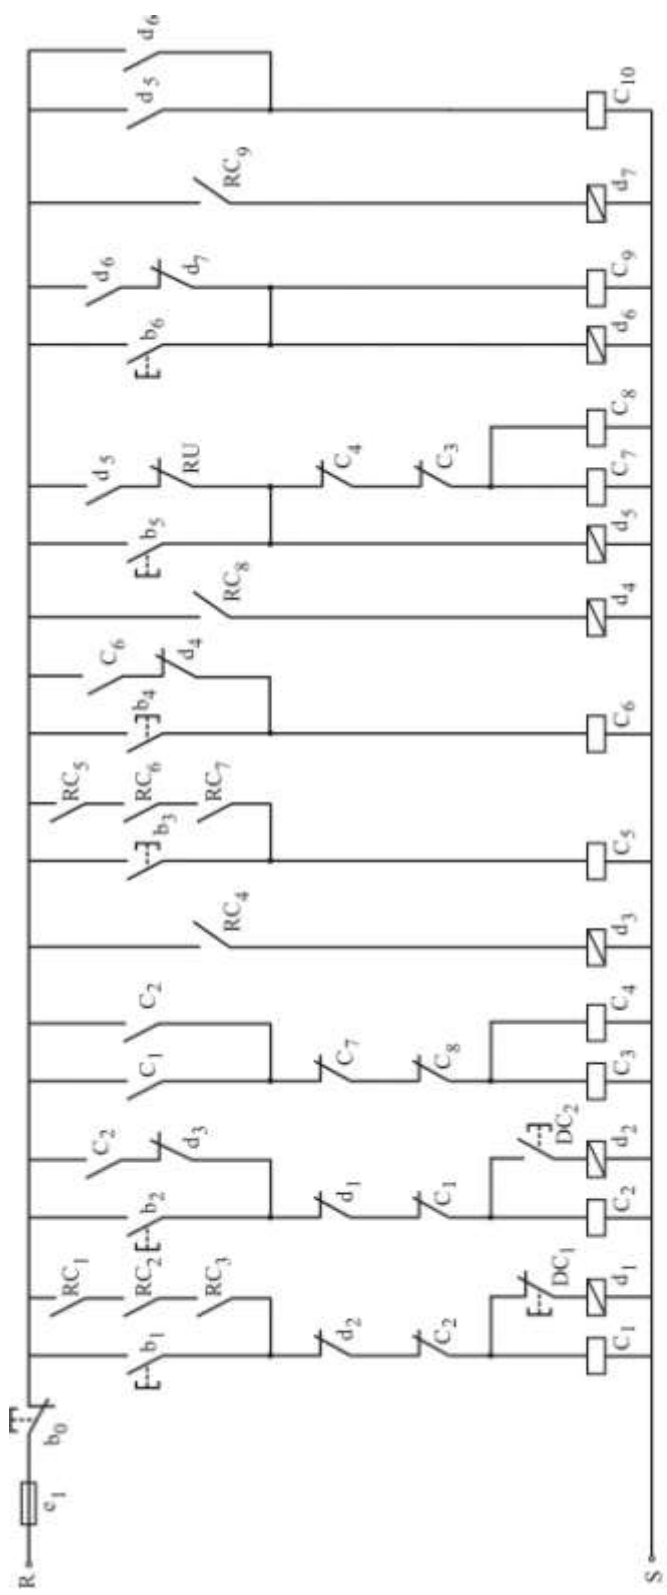 R e₁ b₀
RC₁ RC₅
C₂ C₆ d₅ d₆
b₁ RC₂ b₂ C₁ C₂ b₃ RC₆ b₄ b₅ b₆ d₅ d₆
RC₃ d₃ RC₄ RC₇ d₄ RC₈ RU d₇ RC₉
d₂ d₁ C₇ C₄
C₂ C₁ C₈ C₃
DC₁ DC₂
C₁ d₁ C₂ d₂ C₃ C₄ d₃ C₅ C₆ d₄ d₅ C₇ C₈ d₆ C₉ d₇ C₁₀
S